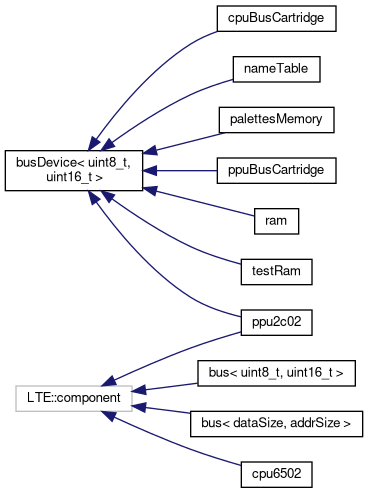 cpuBusCartridge
nameTable
palettesMemory
busDevice< uint8_t,
uint16_t >
ppuBusCartridge
ram
testRam
ppu2c02
bus< uint8_t, uint16_t >
LTE::component
bus< dataSize, addrSize >
cpu6502